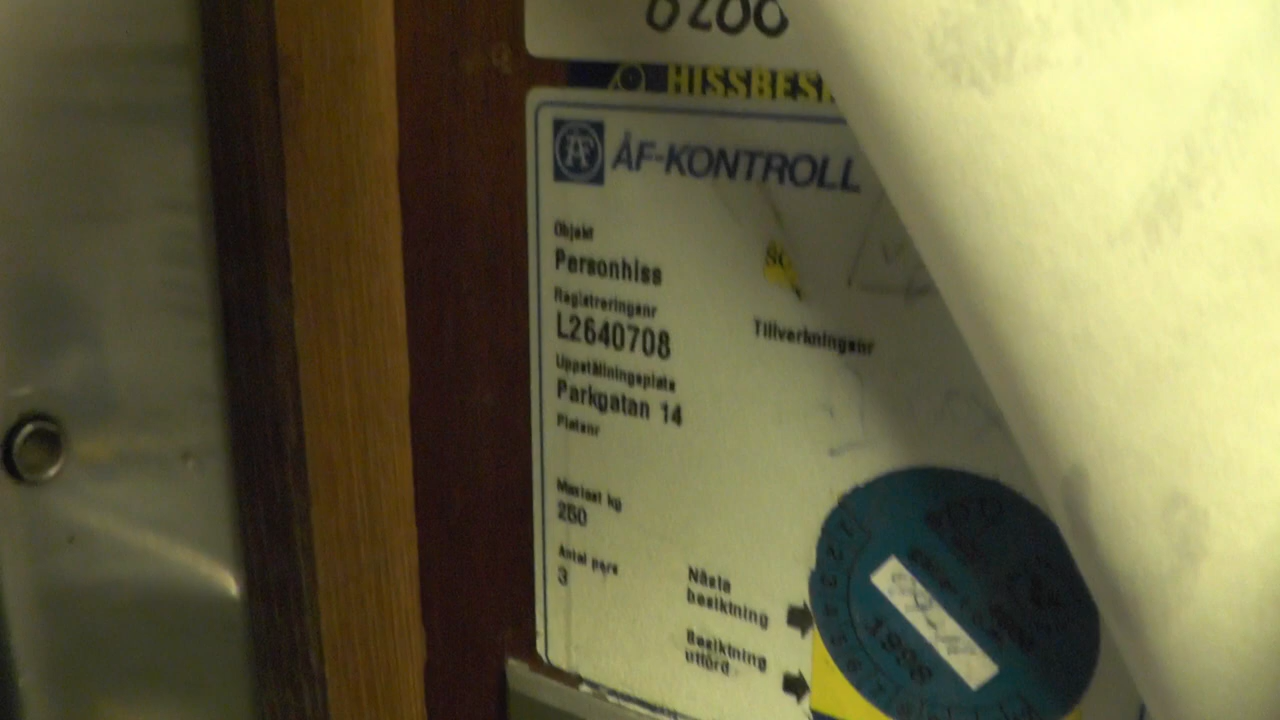 ÅF-KONTROLL
Objekt
Personhiss
Registreringsnr
L2640708
Tillverkningsnr
Uppställningsplats
Parkgatan 14
Platsnr
Maxlast kg
250
Antal pers
3
Nästa
besiktning
Besiktning
utförd
1998